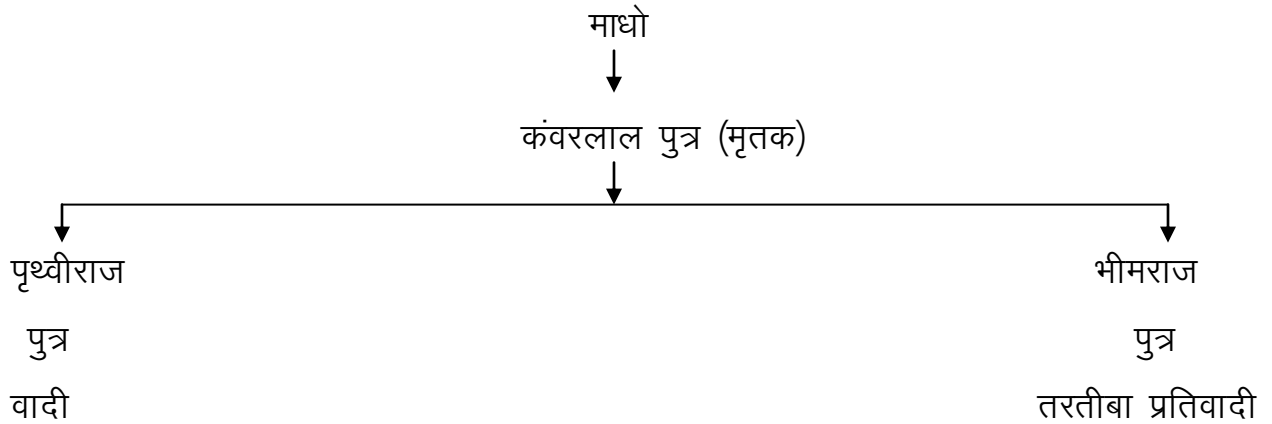 माधो
कंवरलाल पुत्र (मृतक)
पृथ्वीराज भीमराज
पुत्र पुत्र
वादी तरतीबा प्रतिवादी